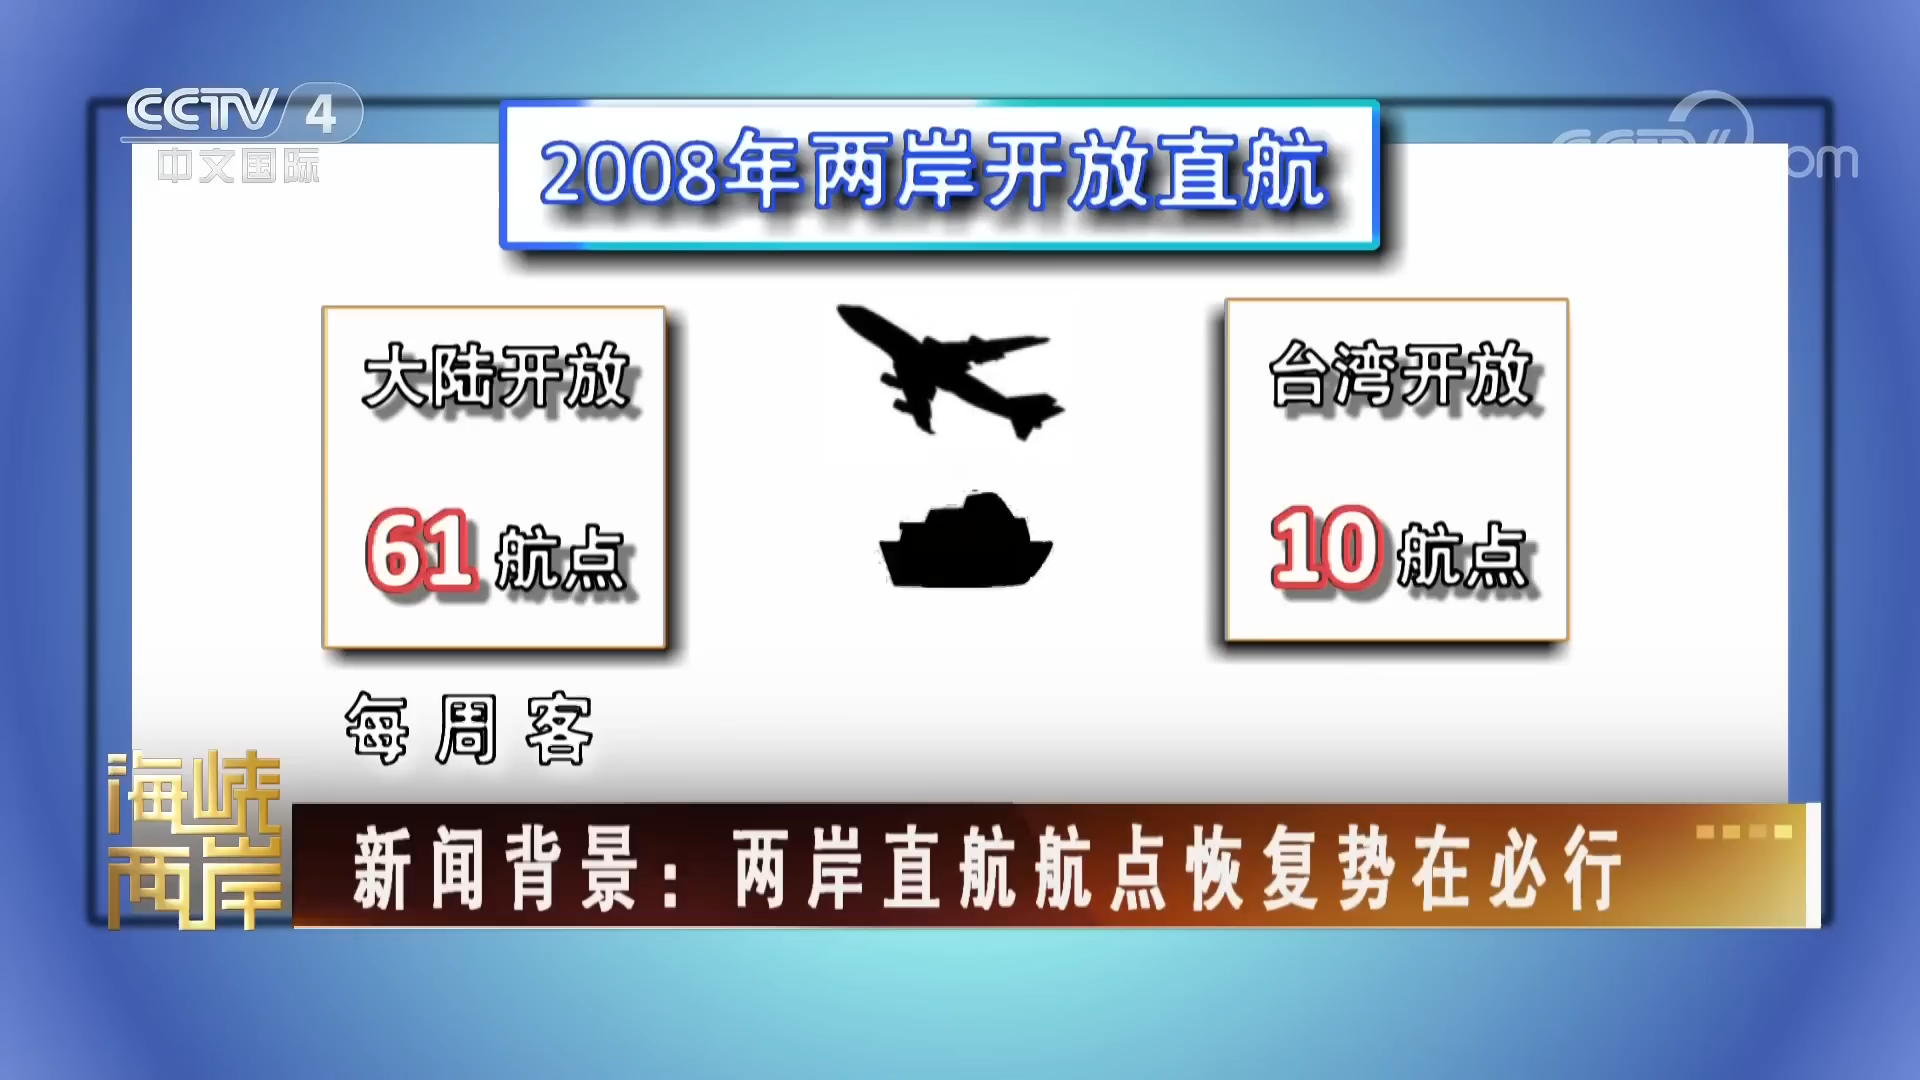 CCTV 4
中文国际
CCTV.com
2008年两岸开放直航
大陆开放
61 航点
台湾开放
10 航点
每周客
海峡两岸
新闻背景：两岸直航航点恢复势在必行